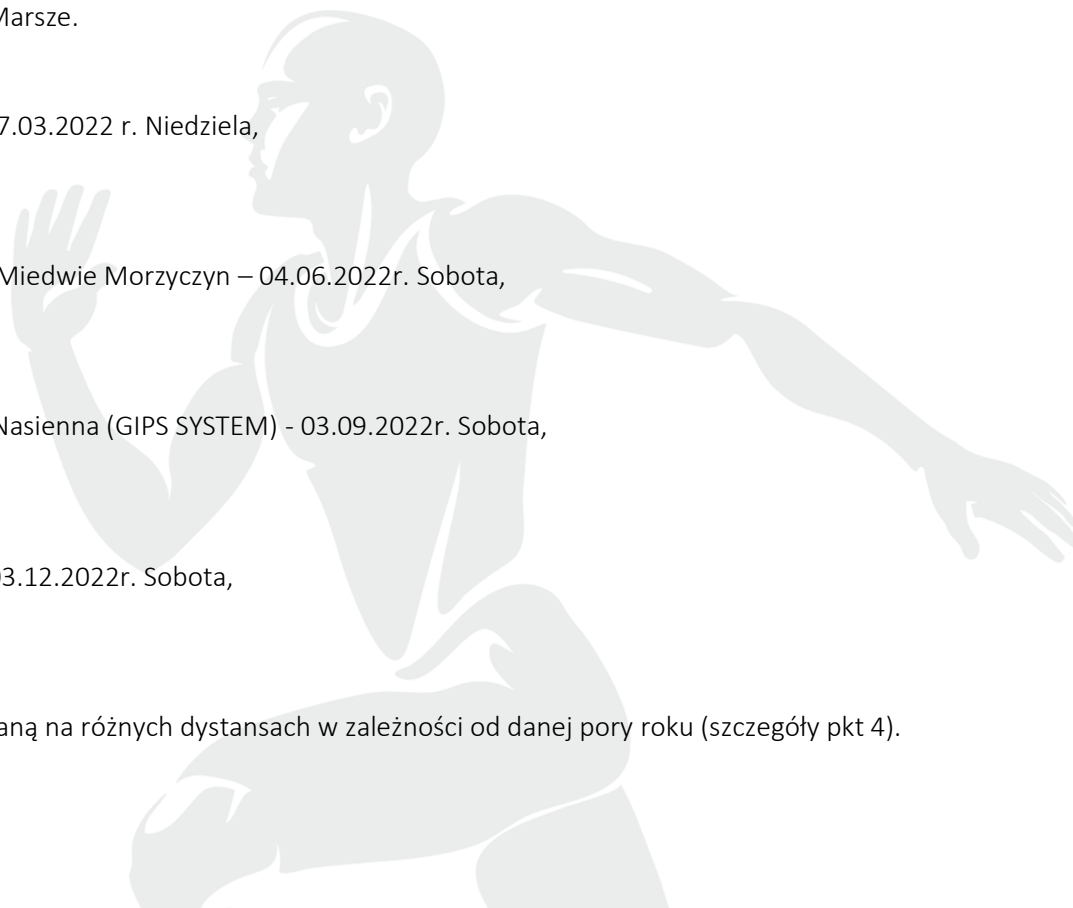 Marsze.
7.03.2022 r. Niedziela,
Miedwie Morzyczyn – 04.06.2022r. Sobota,
Nasienna (GIPS SYSTEM) - 03.09.2022r. Sobota,
03.12.2022r. Sobota,
aną na różnych dystansach w zależności od danej pory roku (szczegóły pkt 4).